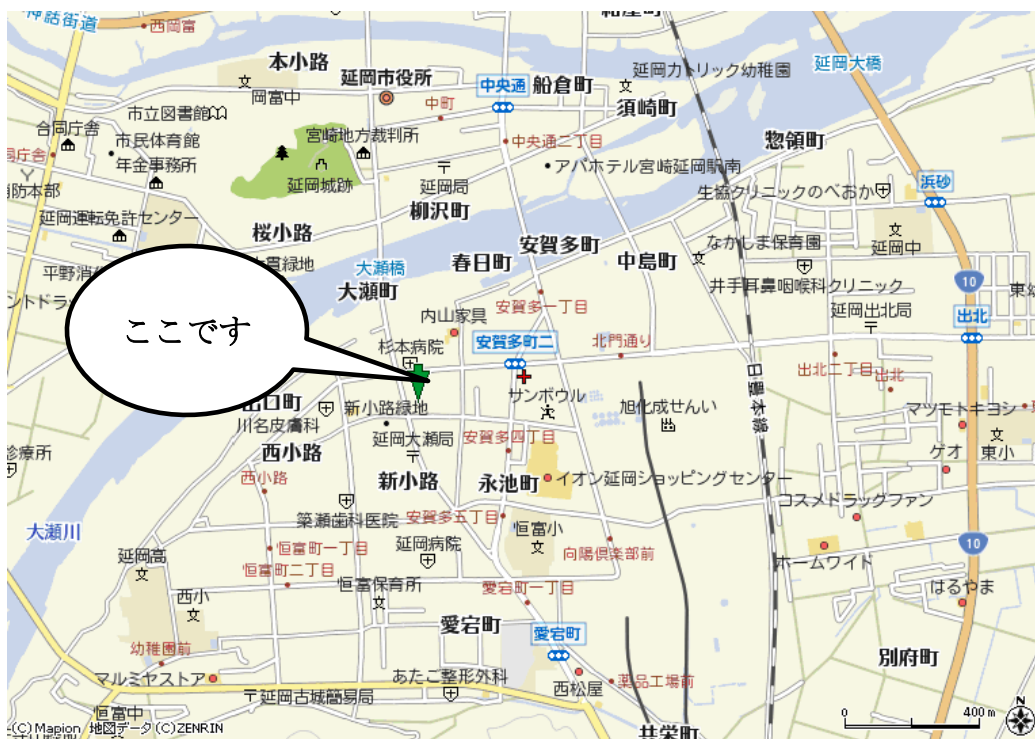 神話街道
西岡富
紺屋町
本小路
延岡市役所
岡富中
中央通
船倉町
延岡カトリック幼稚園
延岡大橋
市立図書館
中町
須崎町
合同庁舎
市民体育館
宮崎地方裁判所
中央通二丁目
惣領町
合同庁舎
年金事務所
アパホテル宮崎延岡駅南
消防本部
延岡城跡
延岡局
生協クリニックのべおか
浜砂
延岡運転免許センター
柳沢町
桜小路
安賀多町
なかしま保育園
延岡中
大瀬橋
春日町
中島町
大瀬町
井手耳鼻咽喉科クリニック
10
安賀多一丁目
延岡出北局
ここです
内山家具
出北
杉本病院
安賀多町二
北門通り
日豊本線
出北二丁目
出北
サンボウル
新小路緑地
旭化成せんい
マツモトキヨシ
川名皮膚科
延岡大瀬局
安賀多四丁目
東小
診療所
西小路
ゲオ
西小路
新小路
永池町
イオン延岡ショッピングセンター
コスメドラッグファン
大瀬川
築瀬歯科医院
安賀多五丁目
恒富小
10
恒富町一丁目
延岡病院
向陽倶楽部前
ホームワイド
延岡高
恒富町二丁目
恒富保育所
愛宕町一丁目
はるやま
西小
愛宕町
愛宕町
幼稚園前
別府町
マルミヤストア
あたご整形外科
西松屋
薬品工場前
延岡古城簡易局
恒富中
共栄町
0 400 m
(C)Mapion 地図データ(C)ZENRIN